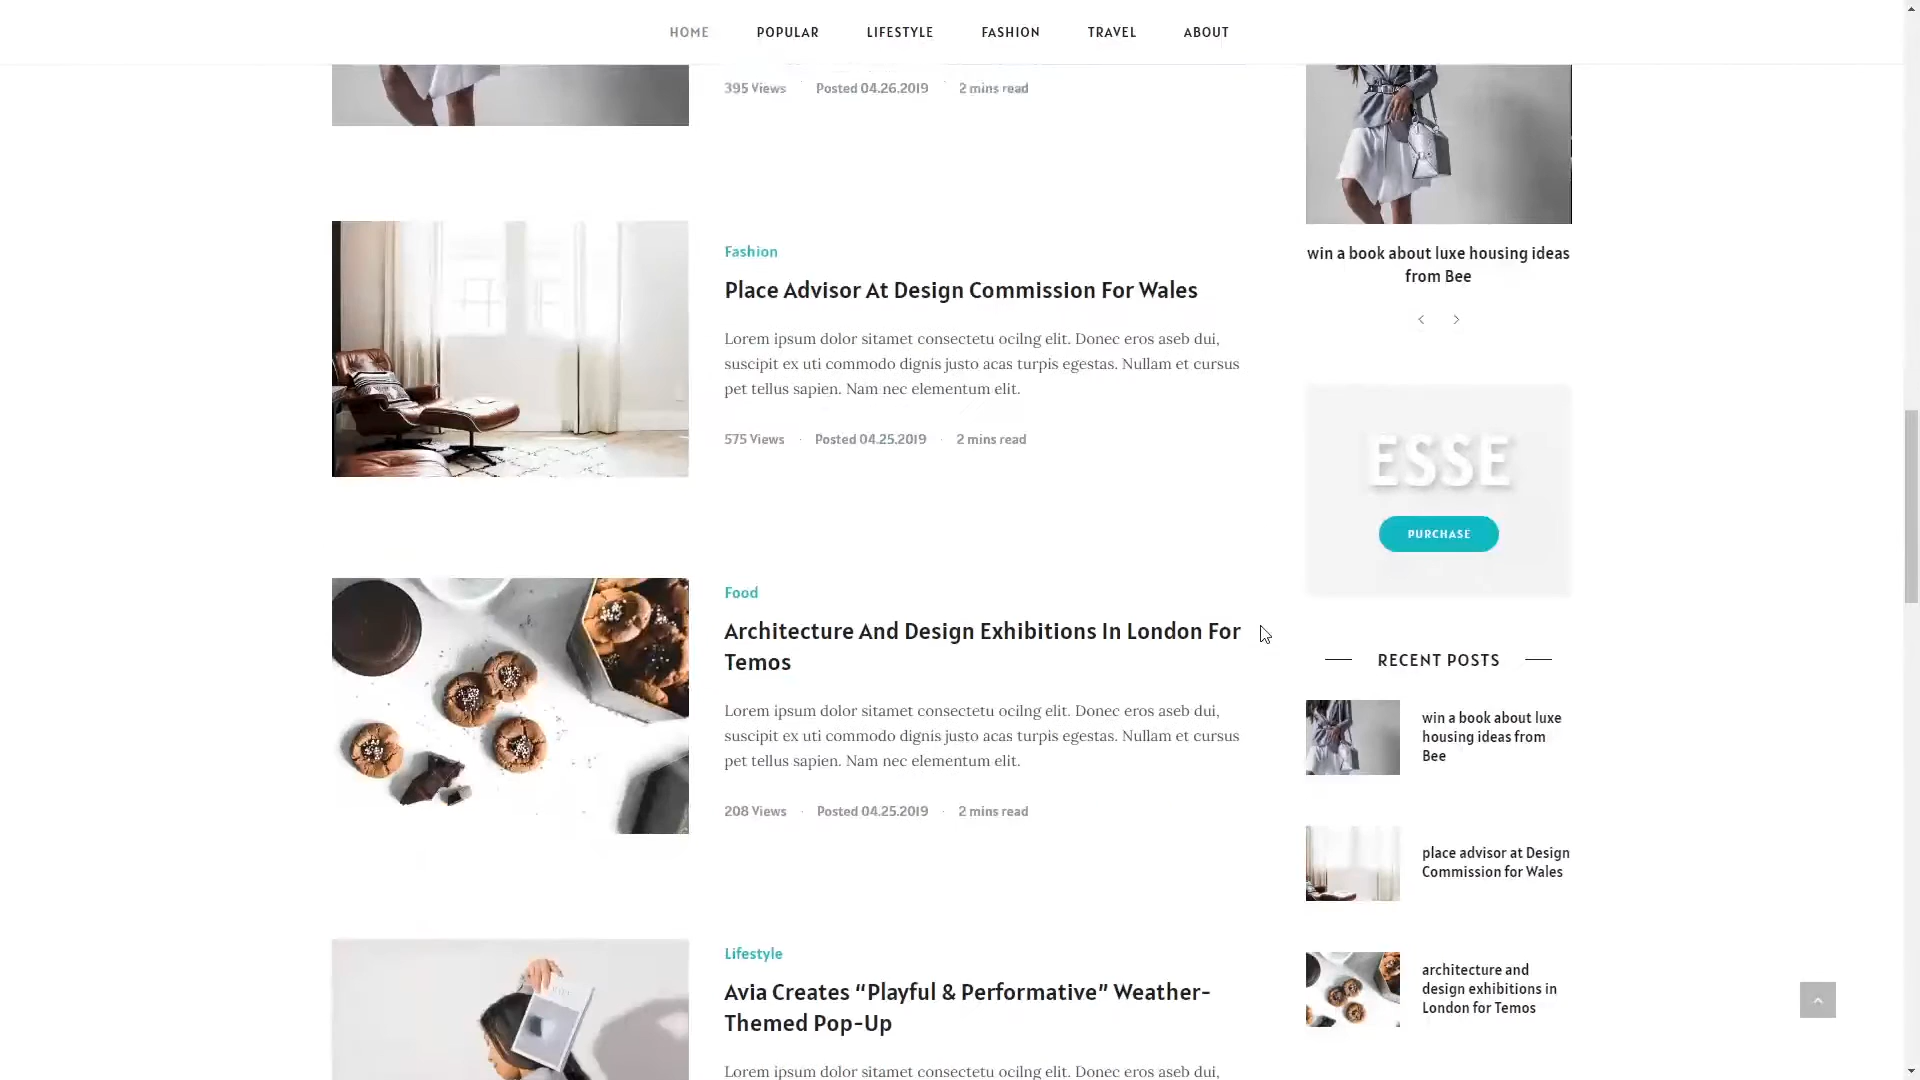 HOME POPULAR LIFESTYLE FASHION TRAVEL ABOUT
395 Views · Posted 04.26.2019 · 2 mins read
Fashion
Place Advisor At Design Commission For Wales
Lorem ipsum dolor sitamet consectetu ocilng elit. Donec eros aseb dui,
suscipit ex uti commodo dignis justo acas turpis egestas. Nullam et cursus
pet tellus sapien. Nam nec elementum elit.
575 Views · Posted 04.25.2019 · 2 mins read
Food
Architecture And Design Exhibitions In London For
Temos
Lorem ipsum dolor sitamet consectetu ocilng elit. Donec eros aseb dui,
suscipit ex uti commodo dignis justo acas turpis egestas. Nullam et cursus
pet tellus sapien. Nam nec elementum elit.
208 Views · Posted 04.25.2019 · 2 mins read
Lifestyle
Avia Creates “Playful & Performative” Weather-
Themed Pop-Up
Lorem ipsum dolor sitamet consectetu ocilng elit. Donec eros aseb dui,
win a book about luxe housing ideas
from Bee
ESSE
PURCHASE
RECENT POSTS
win a book about luxe
housing ideas from
Bee
place advisor at Design
Commission for Wales
architecture and
design exhibitions in
London for Temos